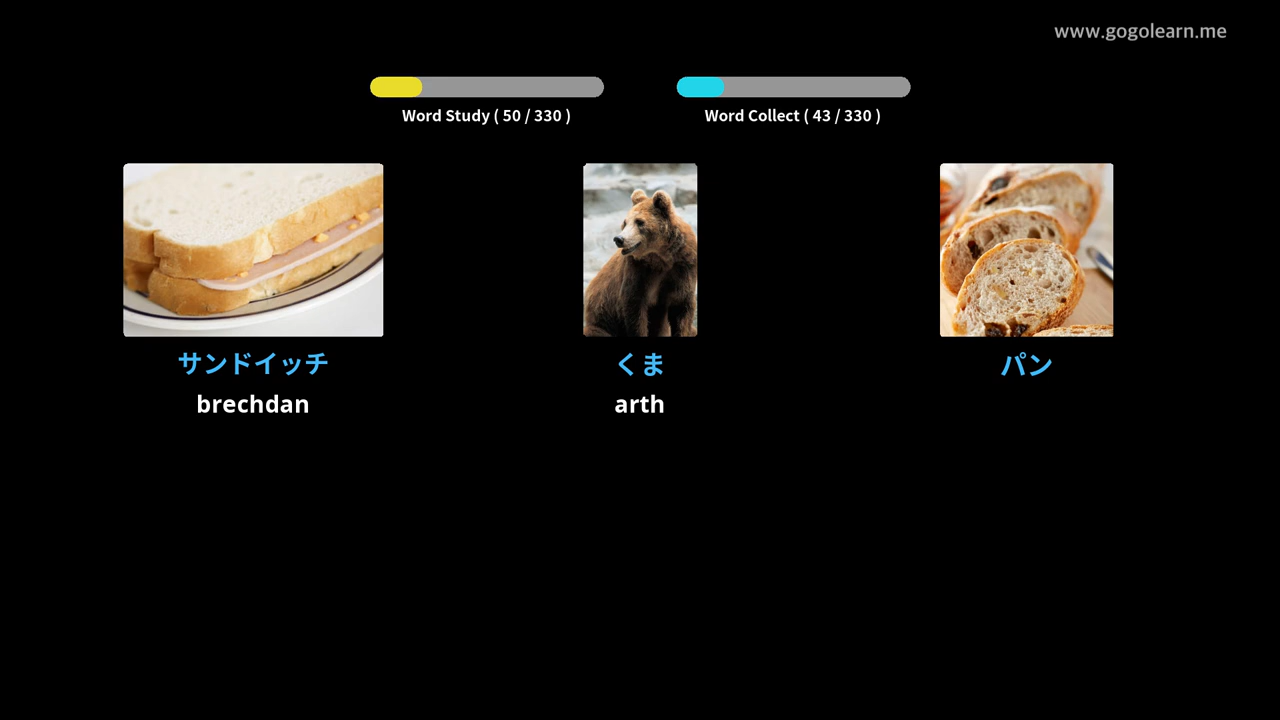 www.gogolearn.me
Word Study ( 50 / 330 )
Word Collect ( 43 / 330 )
サンドイッチ
brechdan
くま
arth
パン